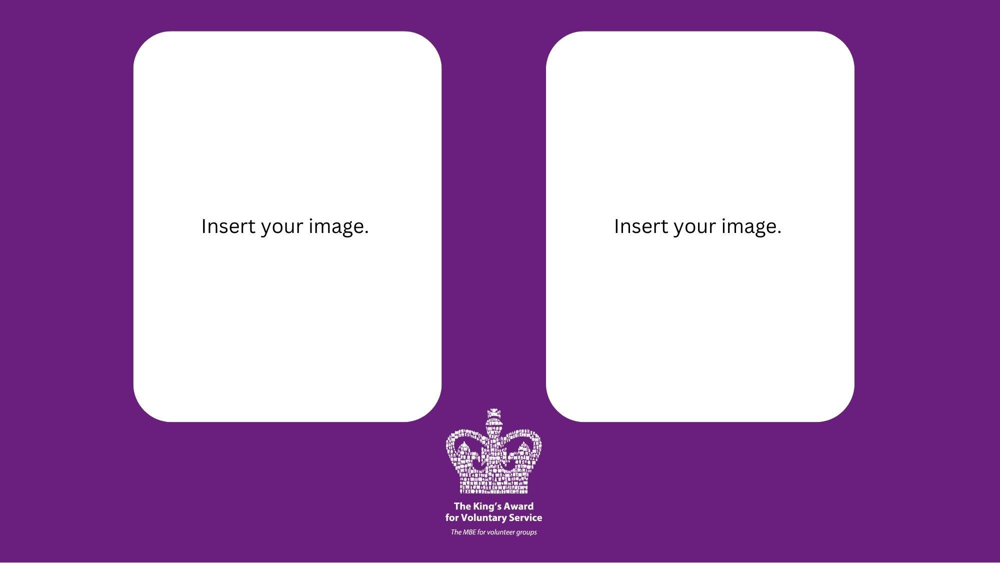 Insert your image.
Insert your image.
The King’s Award
for Voluntary Service
The MBE for volunteer groups